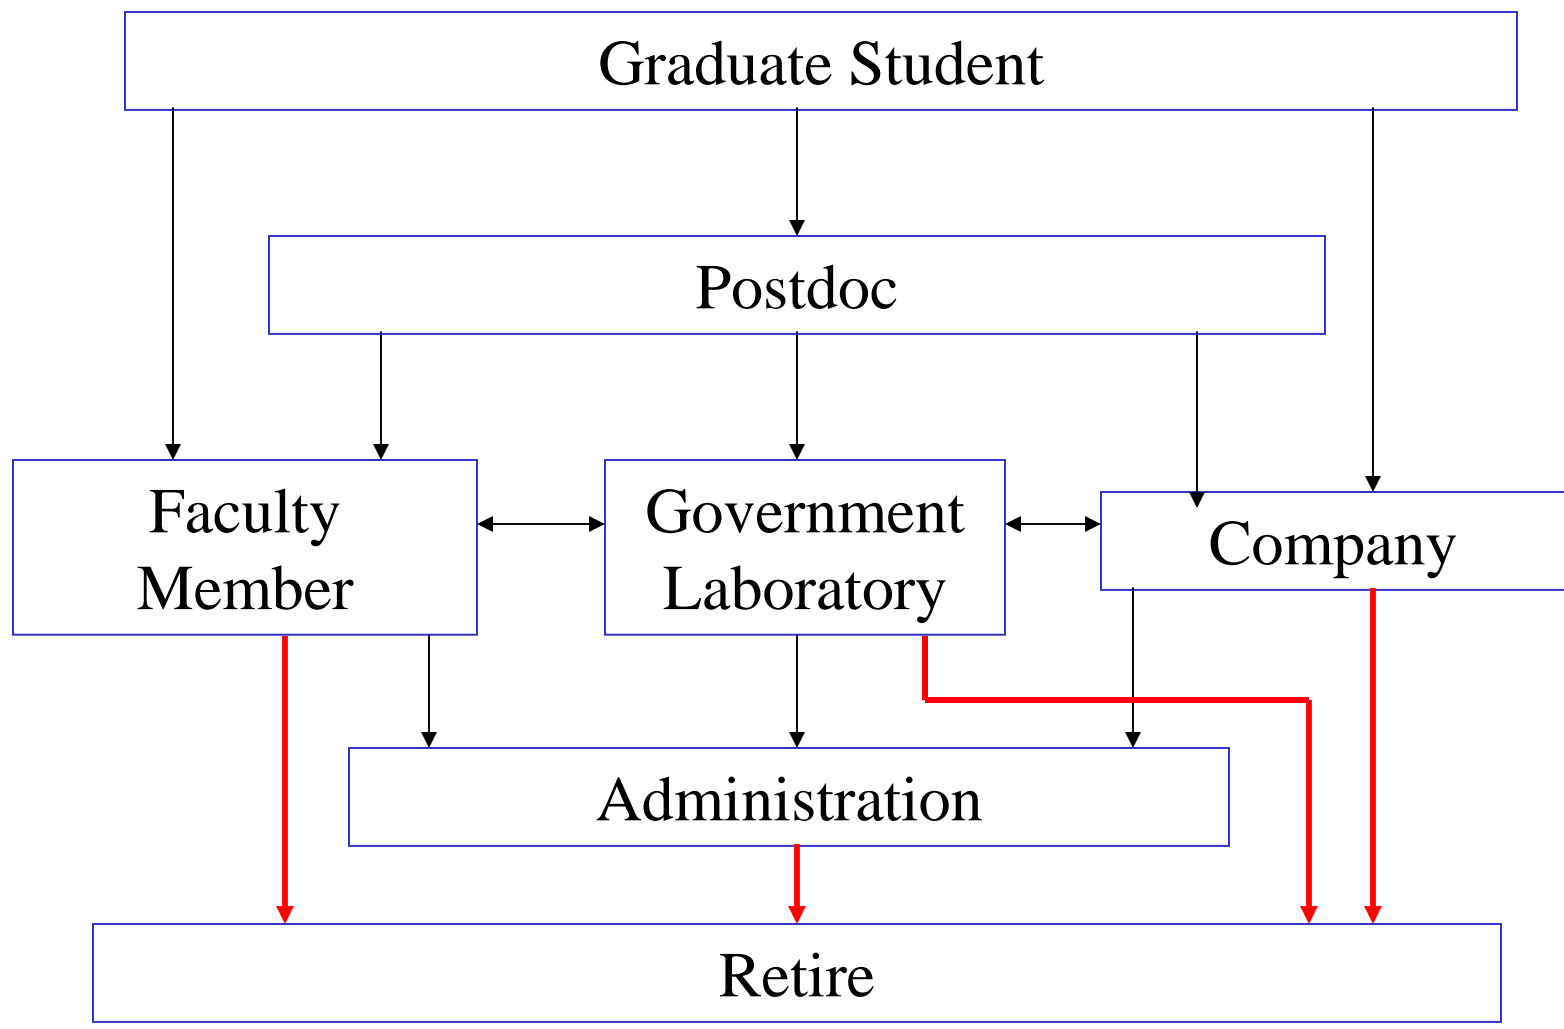 Graduate Student
Postdoc
Faculty
Member
Government
Laboratory
Company
Administration
Retire